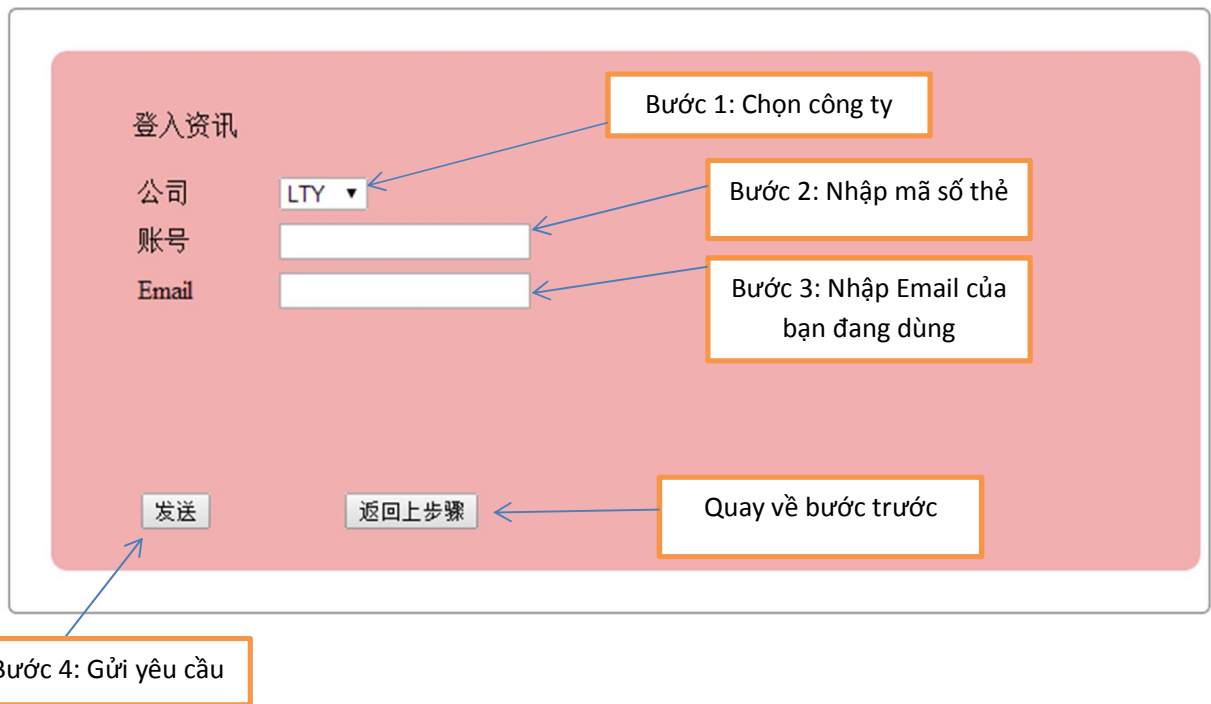 登入资讯
Bước 1: Chọn công ty
公司 LTY
Bước 2: Nhập mã số thẻ
账号
Email
Bước 3: Nhập Email của
bạn đang dùng
发送
返回上步骤
Quay về bước trước
Bước 4: Gửi yêu cầu